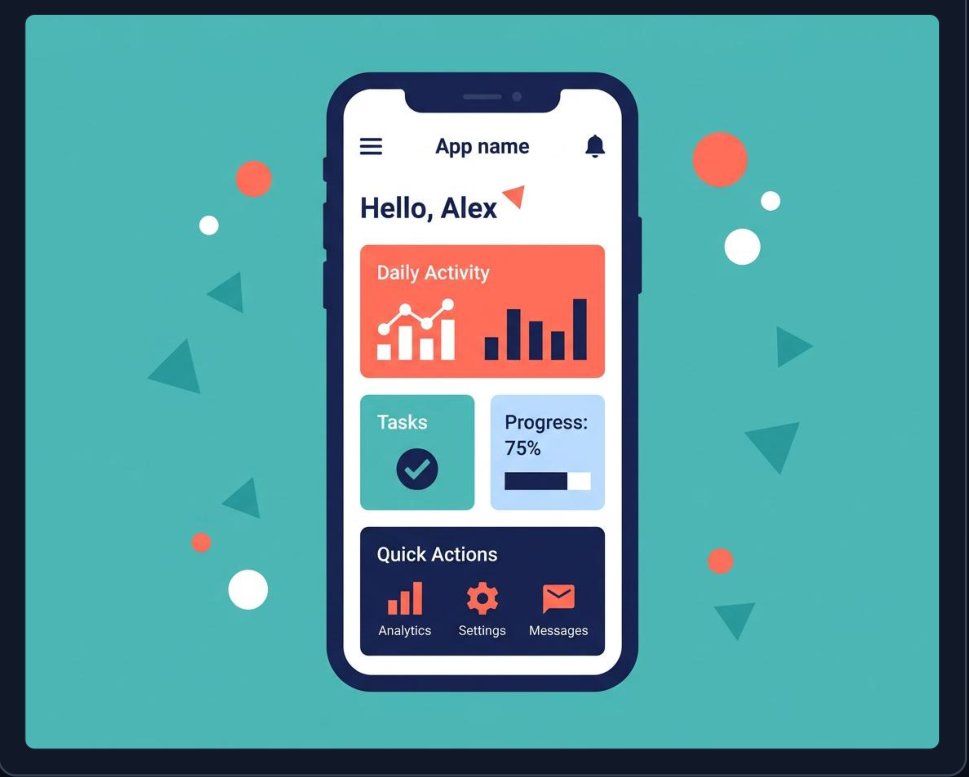 App name
Hello, Alex
Daily Activity
Tasks
Progress:
75%
Quick Actions
Analytics
Settings
Messages